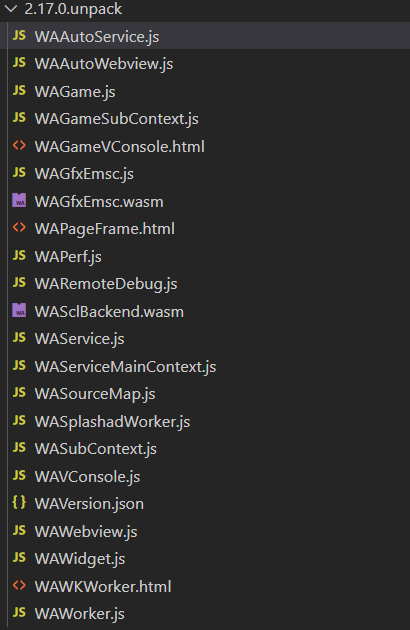 2.17.0.unpack
JS WAAutoService.js
JS WAAutoWebview.js
JS WAGame.js
JS WAGameSubContext.js
<> WAGameVConsole.html
JS WAGfxEmsc.js
WA WAGfxEmsc.wasm
<> WAPageFrame.html
JS WAPerf.js
JS WARemoteDebug.js
WA WASclBackend.wasm
JS WAService.js
JS WAServiceMainContext.js
JS WASourceMap.js
JS WASplashadWorker.js
JS WASubContext.js
JS WAVConsole.js
{ } WAVersion.json
JS WAWebview.js
JS WAWidget.js
<> WAWKWorker.html
JS WAWorker.js